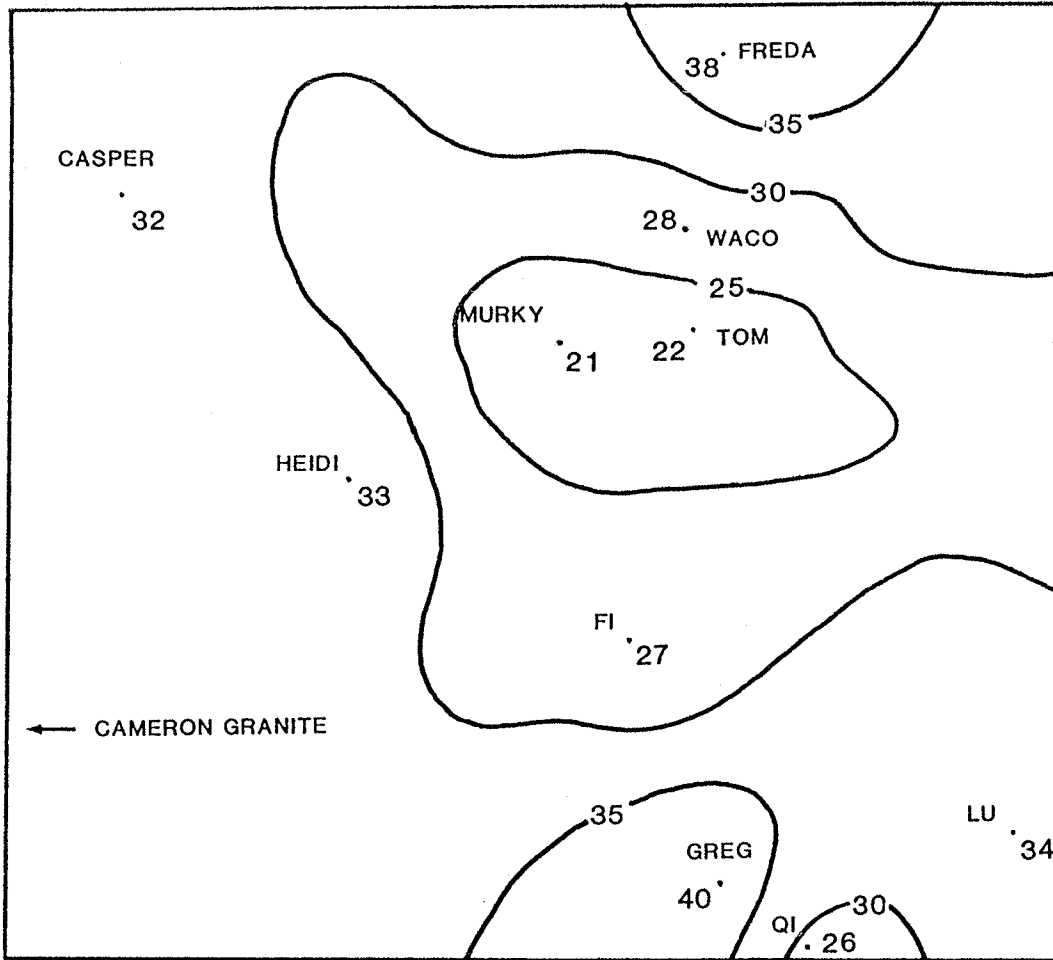 FREDA
38
35
CASPER
32
30
28
WACO
25
MURKY
21
22
TOM
HEIDI
33
FI
27
CAMERON GRANITE
35
LU
34
GREG
40
30
QI
26